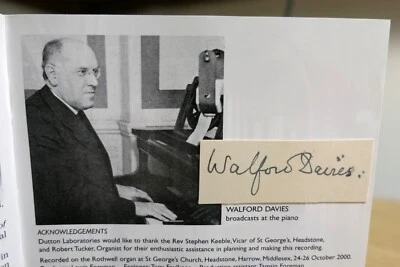 Walford Davies:
WALFORD DAVIES
broadcasts at the piano
ACKNOWLEDGEMENTS
Dutton Laboratories would like to thank the Rev Stephen Keeble, Vicar of St George's, Headstone,
and Robert Tucker, Organist for their enthusiastic assistance in planning and making this recording.
Recorded on the Rothwell organ at St George's Church, Headstone, Harrow, Middlesex, 24-26 October 2000.